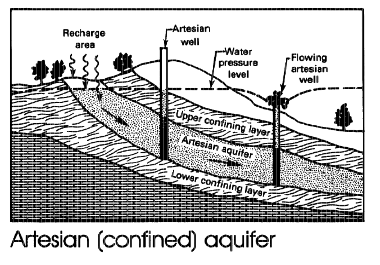 Recharge
area
Artesian
well
Water
pressure
level
Flowing
artesian
well
Upper confining layer
Artesian aquifer
Lower confining layer
Artesian (confined) aquifer